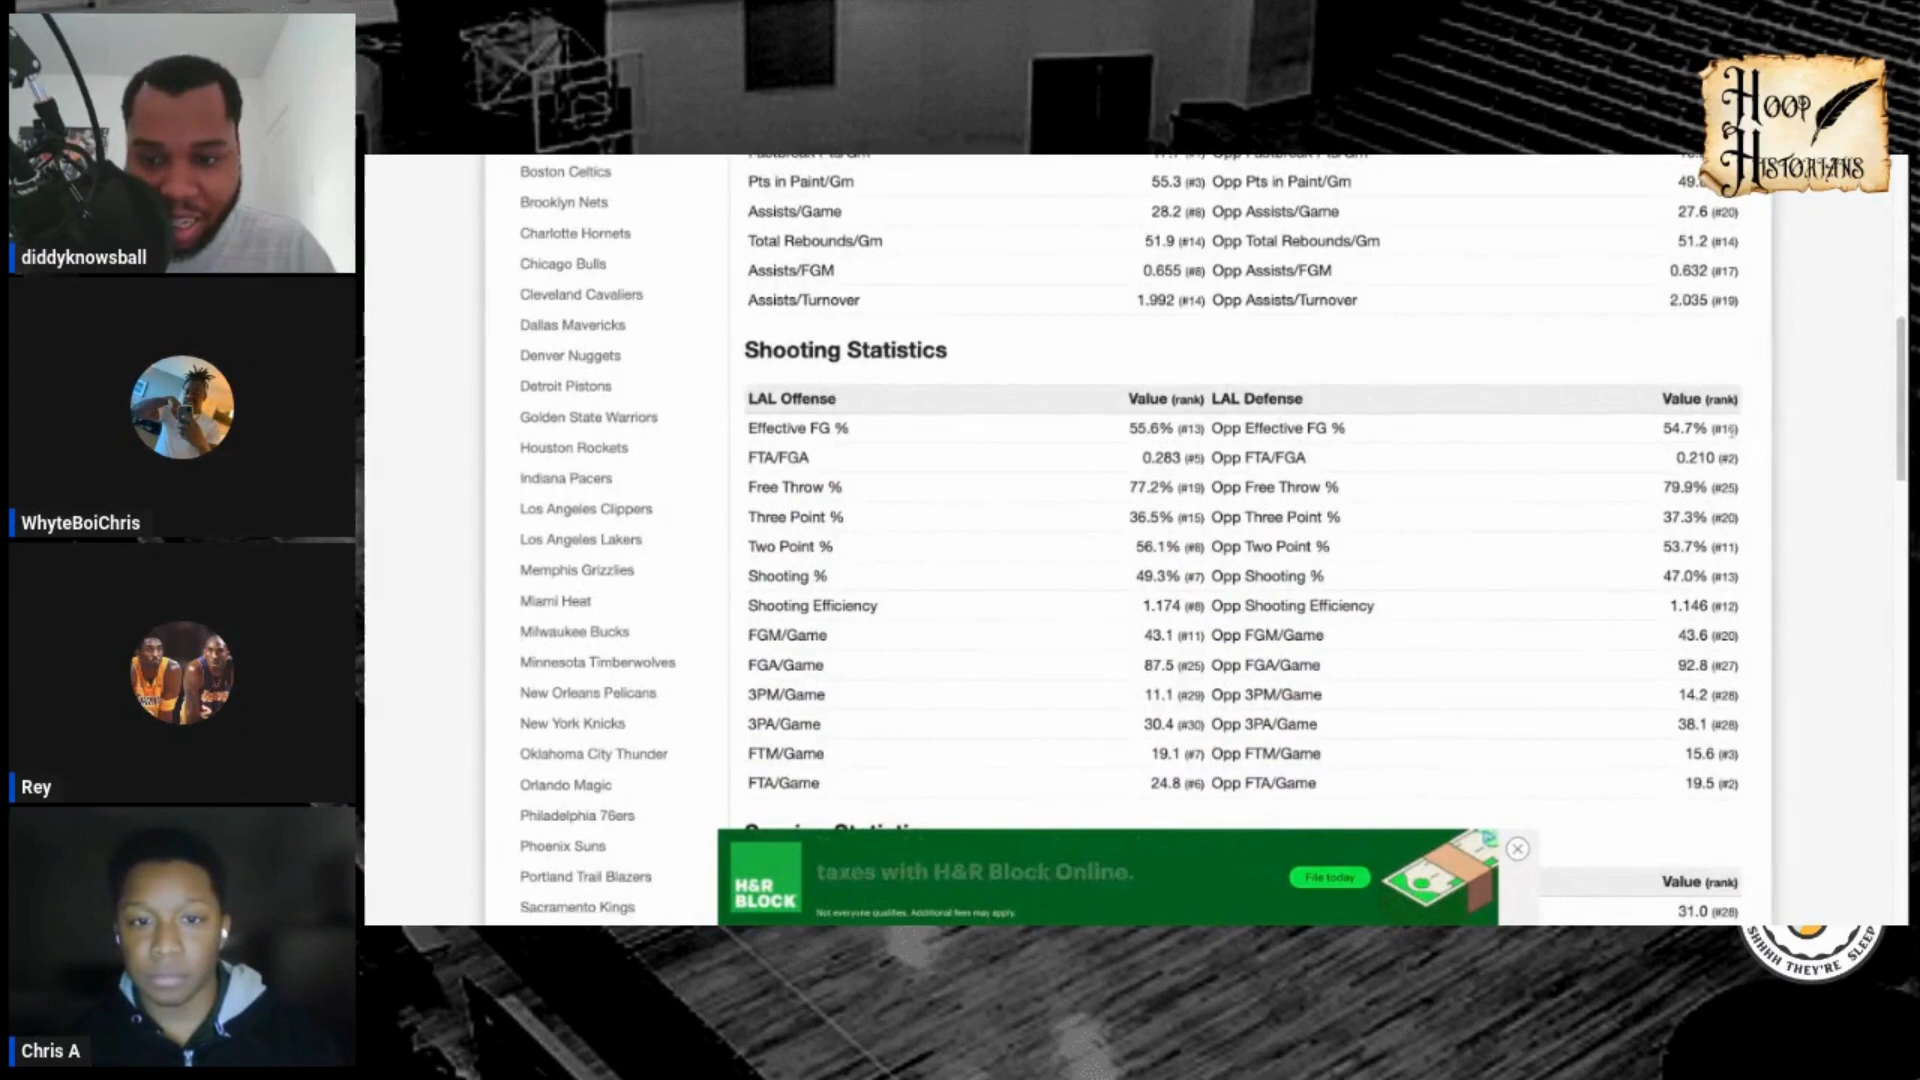 diddyknowsball
WhyteBoiChris
Rey
Chris A
HOOP
HISTORIANS
Boston Celtics
Brooklyn Nets
Charlotte Hornets
Chicago Bulls
Cleveland Cavaliers
Dallas Mavericks
Denver Nuggets
Detroit Pistons
Golden State Warriors
Houston Rockets
Indiana Pacers
Los Angeles Clippers
Los Angeles Lakers
Memphis Grizzlies
Miami Heat
Milwaukee Bucks
Minnesota Timberwolves
New Orleans Pelicans
New York Knicks
Oklahoma City Thunder
Orlando Magic
Philadelphia 76ers
Phoenix Suns
Portland Trail Blazers
Sacramento Kings
Pts in Paint/Gm 55.3 (#3) Opp Pts in Paint/Gm 49.
Assists/Game 28.2 (#8) Opp Assists/Game 27.6 (#20)
Total Rebounds/Gm 51.9 (#14) Opp Total Rebounds/Gm 51.2 (#14)
Assists/FGM 0.655 (#8) Opp Assists/FGM 0.632 (#17)
Assists/Turnover 1.992 (#14) Opp Assists/Turnover 2.035 (#19)
Shooting Statistics
LAL Offense Value (rank) LAL Defense Value (rank)
Effective FG % 55.6% (#13) Opp Effective FG % 54.7% (#16)
FTA/FGA 0.283 (#5) Opp FTA/FGA 0.210 (#2)
Free Throw % 77.2% (#19) Opp Free Throw % 79.9% (#25)
Three Point % 36.5% (#15) Opp Three Point % 37.3% (#20)
Two Point % 56.1% (#8) Opp Two Point % 53.7% (#11)
Shooting % 49.3% (#7) Opp Shooting % 47.0% (#13)
Shooting Efficiency 1.174 (#8) Opp Shooting Efficiency 1.146 (#12)
FGM/Game 43.1 (#11) Opp FGM/Game 43.6 (#20)
FGA/Game 87.5 (#25) Opp FGA/Game 92.8 (#27)
3PM/Game 11.1 (#29) Opp 3PM/Game 14.2 (#28)
3PA/Game 30.4 (#30) Opp 3PA/Game 38.1 (#28)
FTM/Game 19.1 (#7) Opp FTM/Game 15.6 (#3)
FTA/Game 24.8 (#6) Opp FTA/Game 19.5 (#2)
H&R
BLOCK
taxes with H&R Block Online.
Not everyone qualifies. Additional fees may apply.
File today
Value (rank)
31.0 (#28)
SHHHH THEY'RE SLEEP